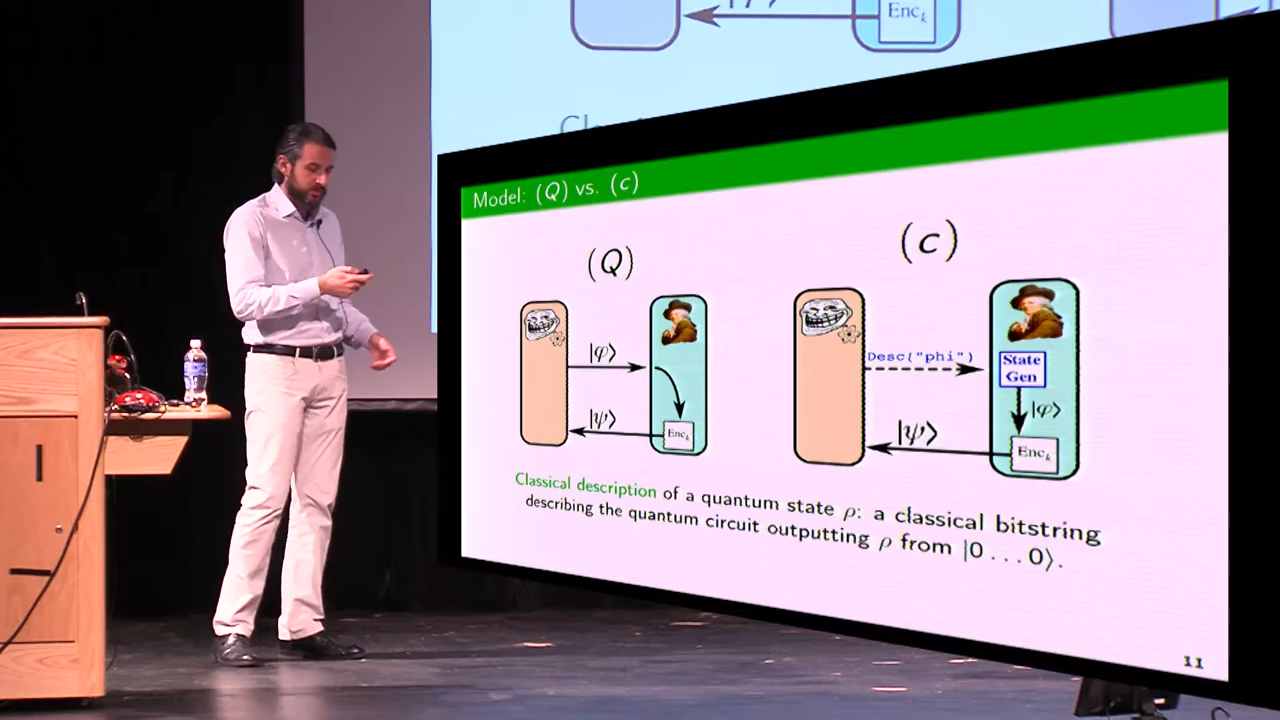 Enc_k
Model: (Q) vs. (c)
(Q)
(c)
|φ⟩
|ψ⟩
Enc_k
Desc("phi")
State
Gen
|φ⟩
|ψ⟩
Enc_k
Classical description of a quantum state ρ: a classical bitstring
describing the quantum circuit outputting ρ from |0 . . . 0⟩.
11